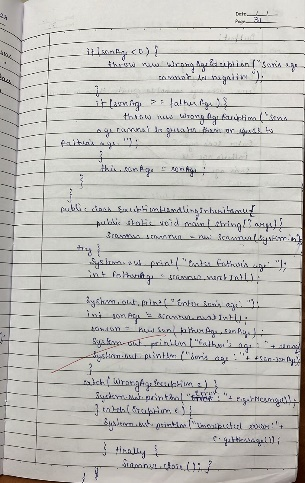 Date / /
Page 31
if (sonAge < 0) {
throw new WrongAgeException ("Son's age
cannot be negative");
}
if (sonAge >= fatherAge) {
throw new WrongAgeException ("Son's
age cannot be greater than or equal to
father's age.");
}
this.sonAge = sonAge;
}
}
public class ExceptionHandlingInheritance {
public static void main (String[] args) {
Scanner scanner = new Scanner (System.in);
try {
System.out.print ("Enter Father's age: ");
int fatherAge = scanner.nextInt();
System.out.print ("Enter Son's age: ");
int sonAge = scanner.nextInt();
Son son = new Son (fatherAge, sonAge);
System.out.println ("Father's age: " + son.age
System.out.println ("Son's age: " + son.sonAge
}
catch (WrongAgeException e) {
System.out.println ("Error: " + e.getMessage());
} catch (Exception e) {
System.out.println ("Unexpected error: " +
e.getMessage());
} finally {
scanner.close(); }
} }